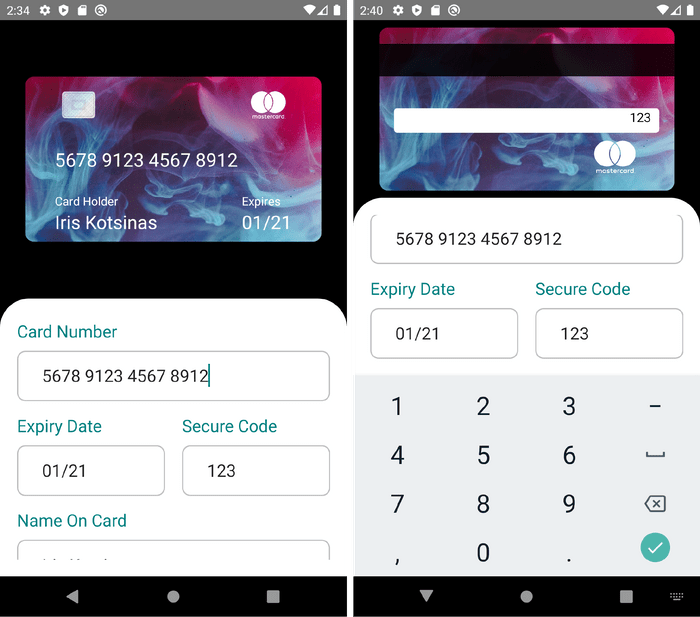 2:34
mastercard
5678 9123 4567 8912
Card Holder Expires
Iris Kotsinas 01/21
Card Number
5678 9123 4567 8912
Expiry Date Secure Code
01/21 123
Name On Card
2:40
123
mastercard
5678 9123 4567 8912
Expiry Date Secure Code
01/21 123
1 2 3 –
4 5 6
7 8 9
, 0 .